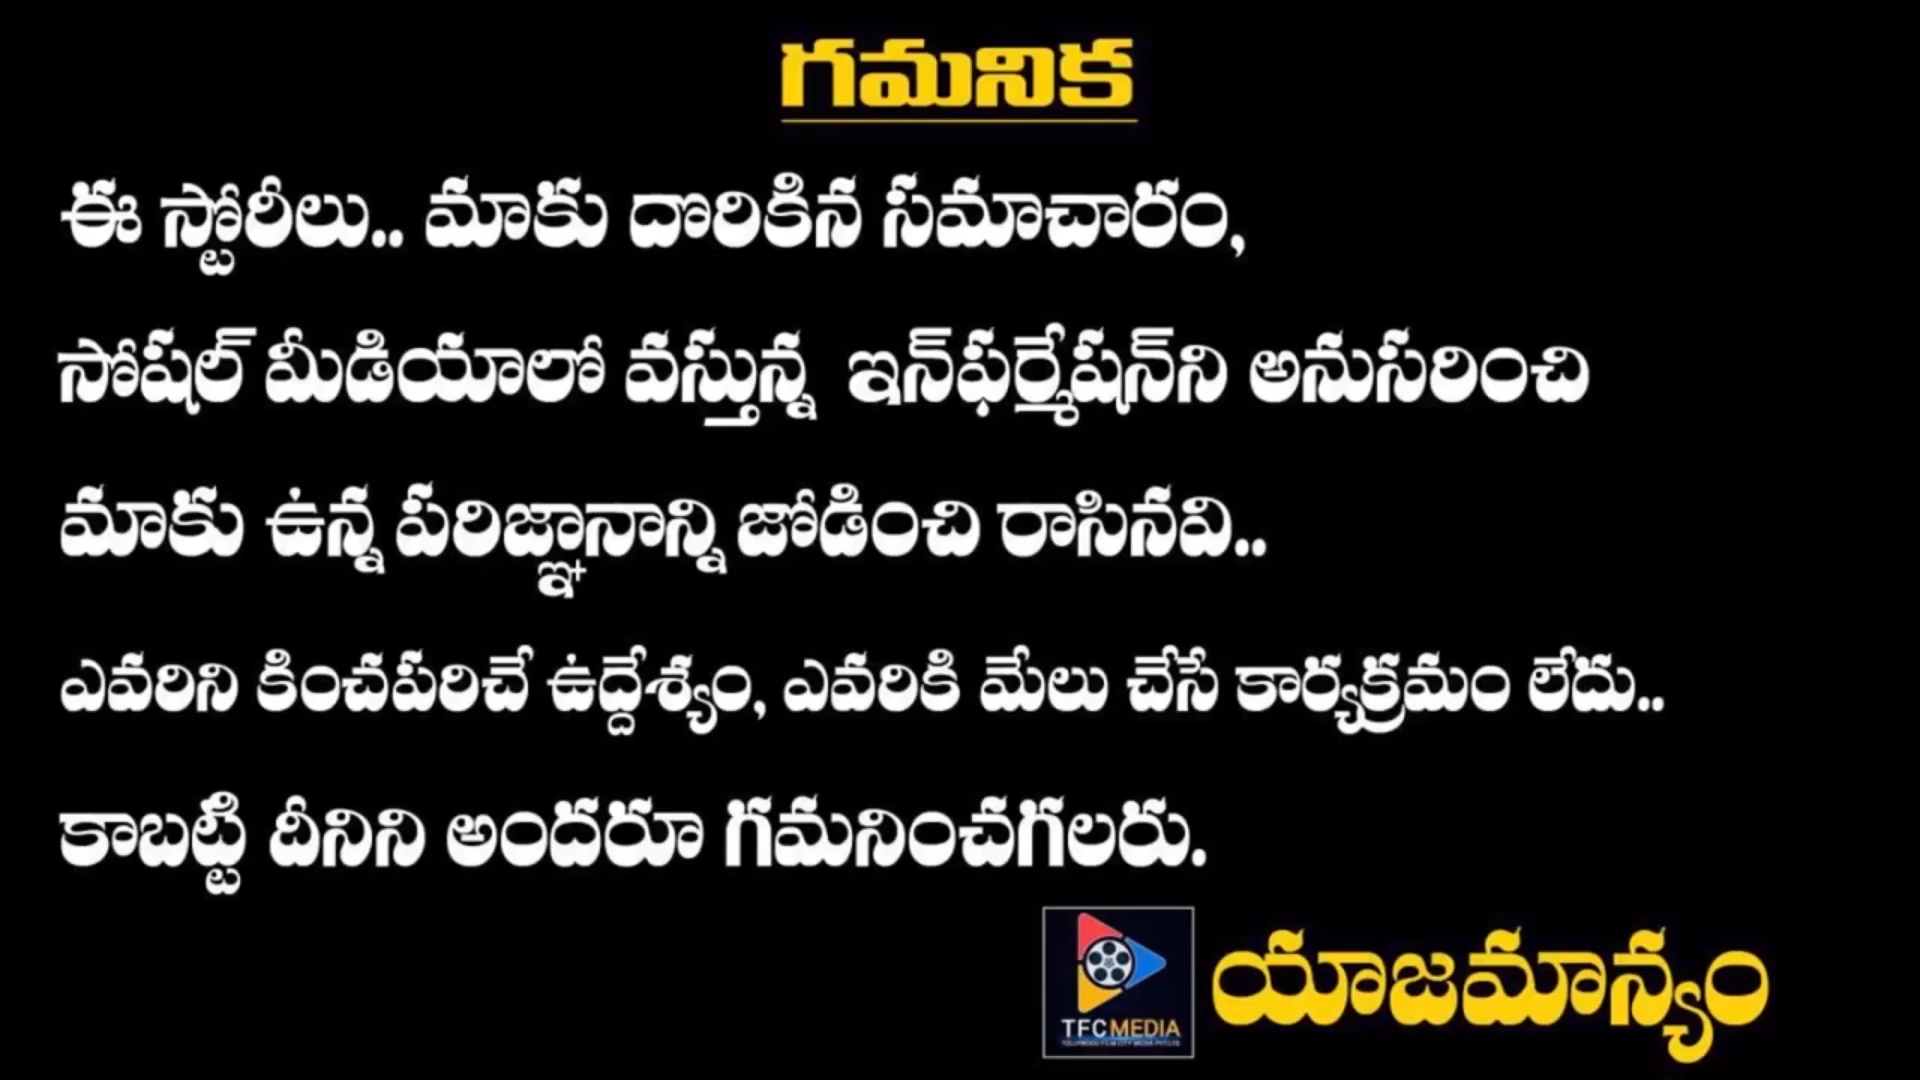 గమనిక
ఈ స్టోరీలు.. మాకు దొరికిన సమాచారం,
సోషల్ మీడియాలో వస్తున్న ఇన్‌ఫర్మేషన్‌ని అనుసరించి
మాకు ఉన్న పరిజ్ఞానాన్ని జోడించి రాసినవి..
ఎవరిని కించపరిచే ఉద్దేశ్యం, ఎవరికి మేలు చేసే కార్యక్రమం లేదు..
కాబట్టి దీనిని అందరూ గమనించగలరు.
యాజమాన్యం
TFC MEDIA